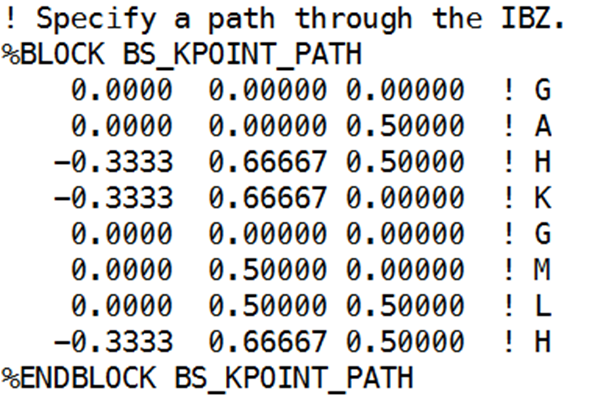 ! Specify a path through the IBZ.
%BLOCK BS_KPOINT_PATH
0.0000 0.00000 0.00000 ! G
0.0000 0.00000 0.50000 ! A
-0.3333 0.66667 0.50000 ! H
-0.3333 0.66667 0.00000 ! K
0.0000 0.00000 0.00000 ! G
0.0000 0.50000 0.00000 ! M
0.0000 0.50000 0.50000 ! L
-0.3333 0.66667 0.50000 ! H
%ENDBLOCK BS_KPOINT_PATH